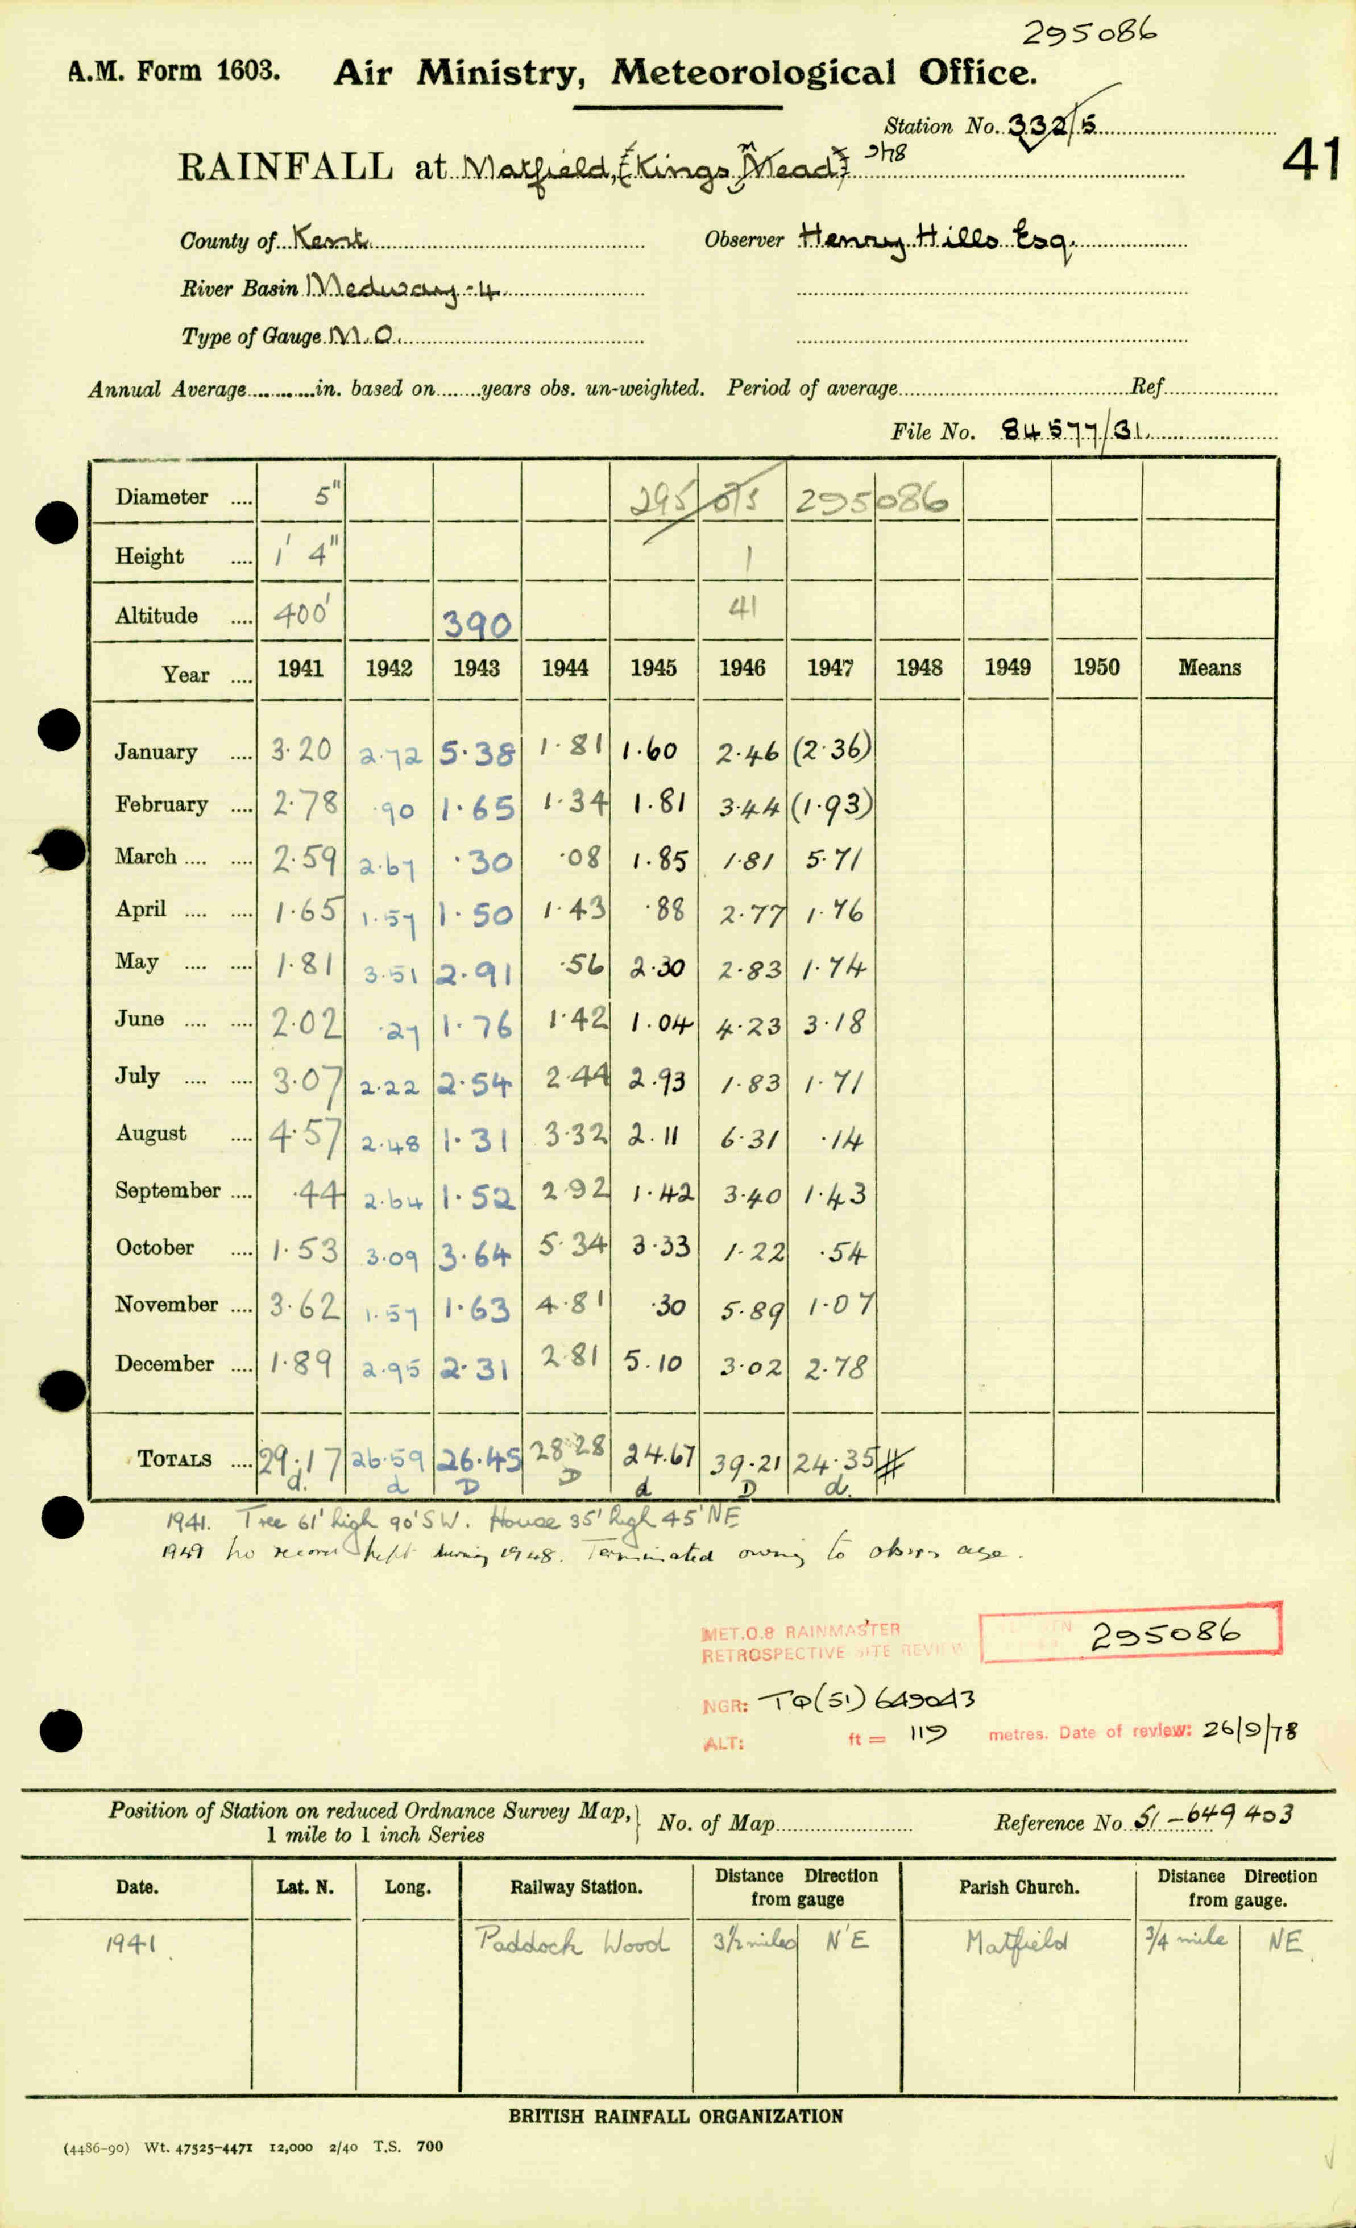 295086
A.M. Form 1603. Air Ministry, Meteorological Office.
Station No. 332/5
41
RAINFALL at Matfield, (Kings Mead)
County of Kent Observer Henry Hills Esq.
River Basin Medway - 4
Type of Gauge M.O.
Annual Average in. based on years obs. un-weighted. Period of average Ref
File No. 84577/31
Diameter .... 5" 295 295086
Height .... 1' 4" 1
Altitude .... 400' 390 41
Year .... 1941 1942 1943 1944 1945 1946 1947 1948 1949 1950 Means
January .... 3.20 2.72 5.38 1.81 1.60 2.46 (2.36)
February .... 2.78 .90 1.65 1.34 1.81 3.44 (1.93)
March .... .... 2.59 2.67 .30 .08 1.85 1.81 5.71
April .... .... 1.65 1.57 1.50 1.43 .88 2.77 1.76
May .... .... 1.81 3.51 2.91 .56 2.30 2.83 1.74
June .... .... 2.02 .27 1.76 1.42 1.04 4.23 3.18
July .... .... 3.07 2.22 2.54 2.44 2.93 1.83 1.71
August .... 4.57 2.48 1.31 3.32 2.11 6.31 .14
September .... .44 2.64 1.52 2.92 1.42 3.40 1.43
October .... 1.53 3.09 3.64 5.34 3.33 1.22 .54
November .... 3.62 1.57 1.63 4.81 .30 5.89 1.07
December .... 1.89 2.95 2.31 2.81 5.10 3.02 2.78
TOTALS .... 29.17 26.59 26.45 28.28 24.67 39.21 24.35 #
d. d D D d D d.
1941. Tree 61' high 90' SW. House 35' high 45' NE
1949 No record kept during 1948. Terminated owing to obsrs age.
MET.O.8 RAINMASTER
RETROSPECTIVE SITE REVIEW 295086
NGR: TQ(51) 649043
ALT: ft = 119 metres. Date of review: 26/9/78
Position of Station on reduced Ordnance Survey Map, No. of Map Reference No 51-649 403
1 mile to 1 inch Series
Date. Lat. N. Long. Railway Station. Distance Direction from gauge Parish Church. Distance Direction from gauge.
1941. Paddock Wood 3½ miles N'E Matfield ¾ mile NE.
BRITISH RAINFALL ORGANIZATION
(4486-90) Wt. 47525-4471 12,000 2/40 T.S. 700